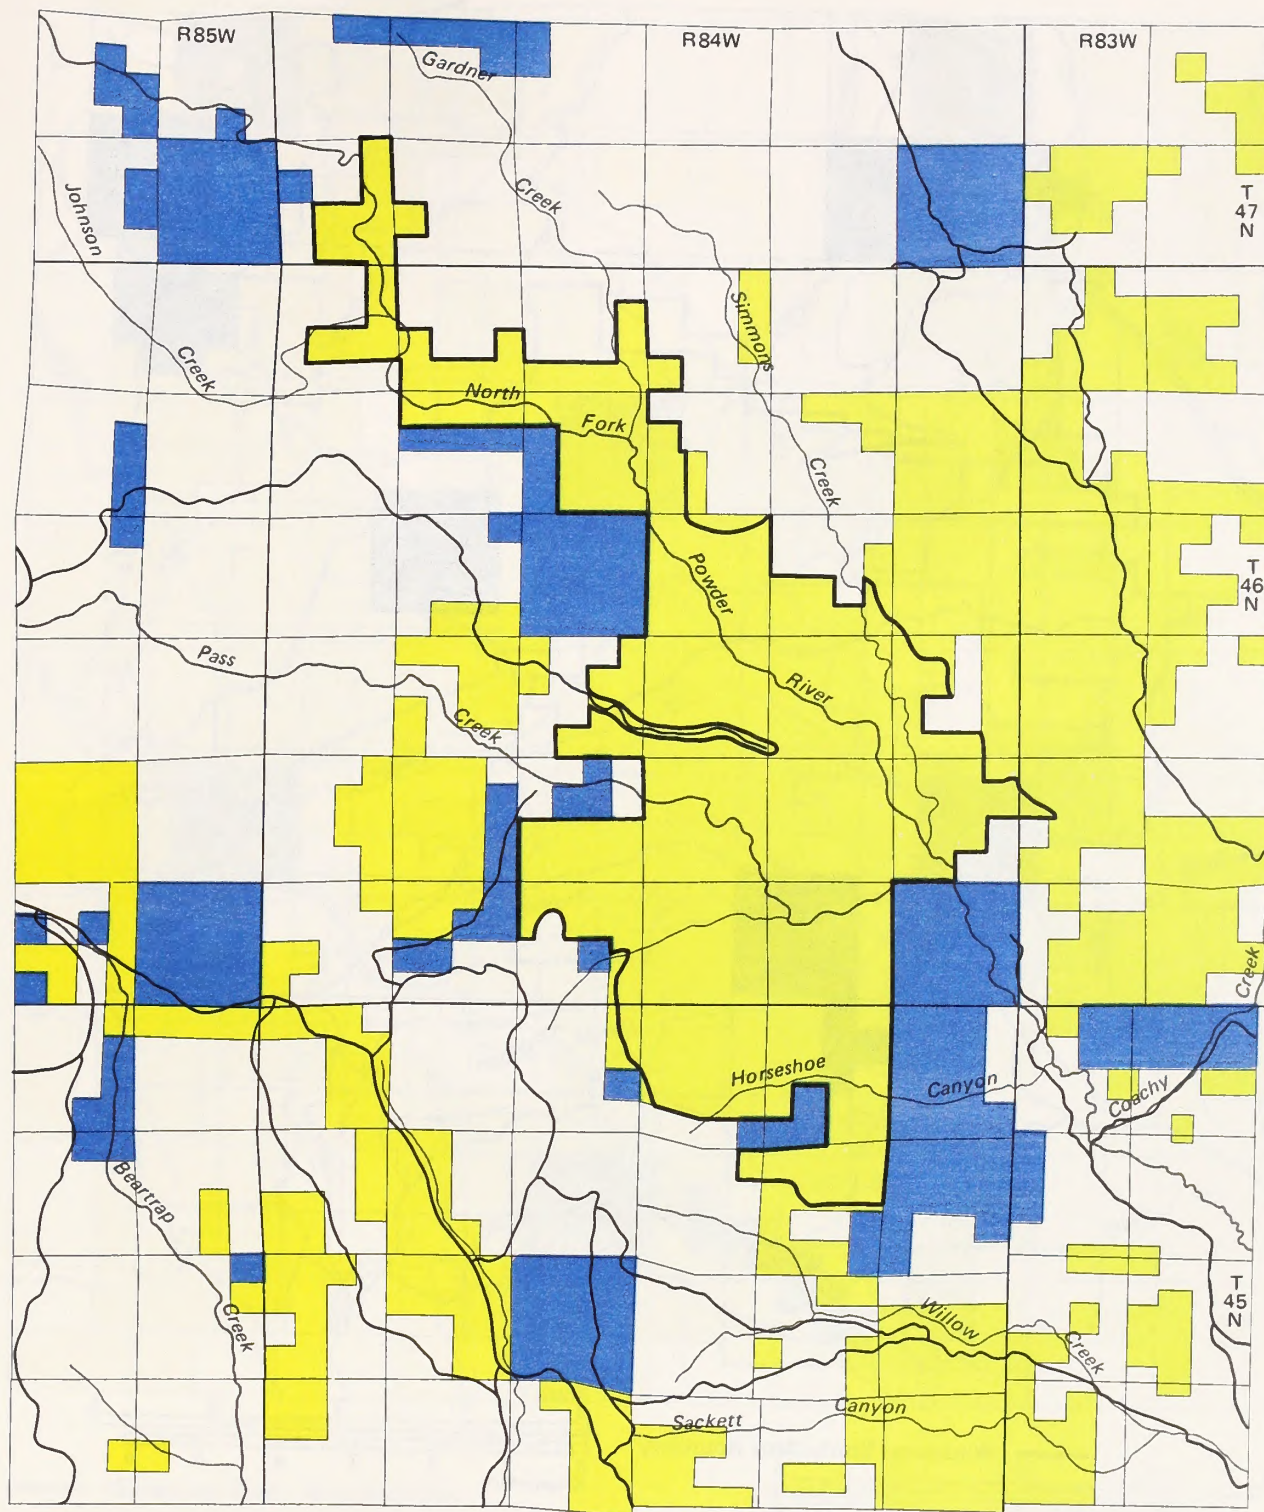 R85W
R84W
R83W
Gardner
Creek
Johnson
Creek
T
47
N
Simmons
Creek
North
Fork
Powder
River
T
46
N
Pass
Creek
Creek
Horseshoe
Canyon
Coachy
Beartrap
Creek
T
45
N
Willow
Creek
Sackett
Canyon